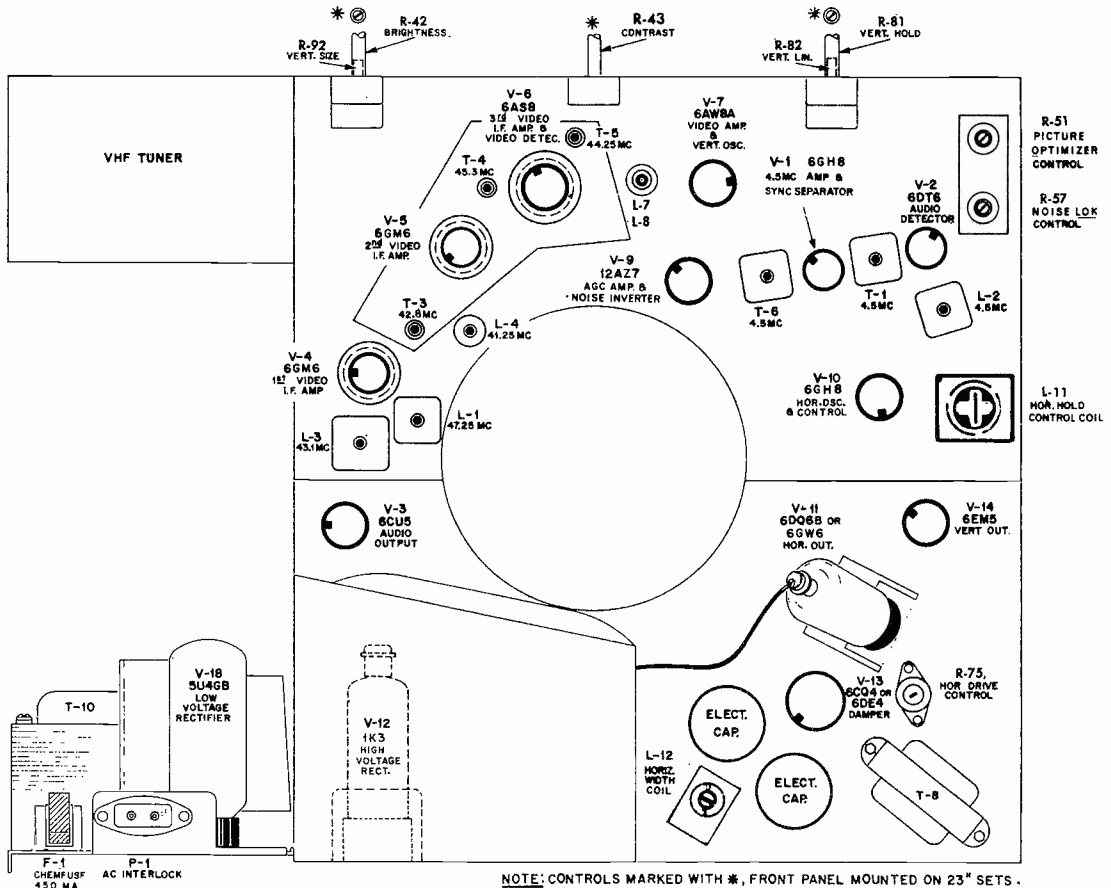 R-42
BRIGHTNESS.
R-92
VERT. SIZE
R-43
CONTRAST
R-81
VERT. HOLD
R-82
VERT. LIN.
VHF TUNER
V-6
6AS8
3rd VIDEO
I.F. AMP &
VIDEO DETEC.
T-5
44.25 MC
T-4
45.3 MC
V-7
6AW8A
VIDEO AMP
&
VERT. OSC.
V-1 6GH8
4.5MC AMP &
SYNC SEPARATOR
R-51
PICTURE
OPTIMIZER
CONTROL
V-2
6DT6
AUDIO
DETECTOR
R-57
NOISE LOK
CONTROL
L-7
L-8
V-5
6GM6
2nd VIDEO
I.F. AMP.
V-9
12AZ7
AGC AMP. &
NOISE INVERTER
T-6
4.5MC
T-1
4.5MC
L-2
4.5MC
T-3
42.8MC
L-4
41.25 MC
V-4
6GM6
1st VIDEO
I.F. AMP
V-10
6GH8
HOR. OSC.
& CONTROL
L-11
HOR. HOLD
CONTROL COIL
L-1
47.25 MC
L-3
43.1 MC
V-3
6CU5
AUDIO
OUTPUT
V-11
6DQ6B OR
6GW6
HOR. OUT.
V-14
6EM5
VERT OUT.
V-18
5U4GB
LOW
VOLTAGE
RECTIFIER
T-10
V-12
1K3
HIGH
VOLTAGE
RECT.
V-13
6CQ4 OR
6DE4
DAMPER
R-75,
HOR DRIVE
CONTROL
ELECT.
CAP.
L-12
HORIZ.
WIDTH
COIL
ELECT.
CAP.
T-8
F-1
CHEMFUSE
450 MA
P-1
AC INTERLOCK
NOTE: CONTROLS MARKED WITH *, FRONT PANEL MOUNTED ON 23" SETS.